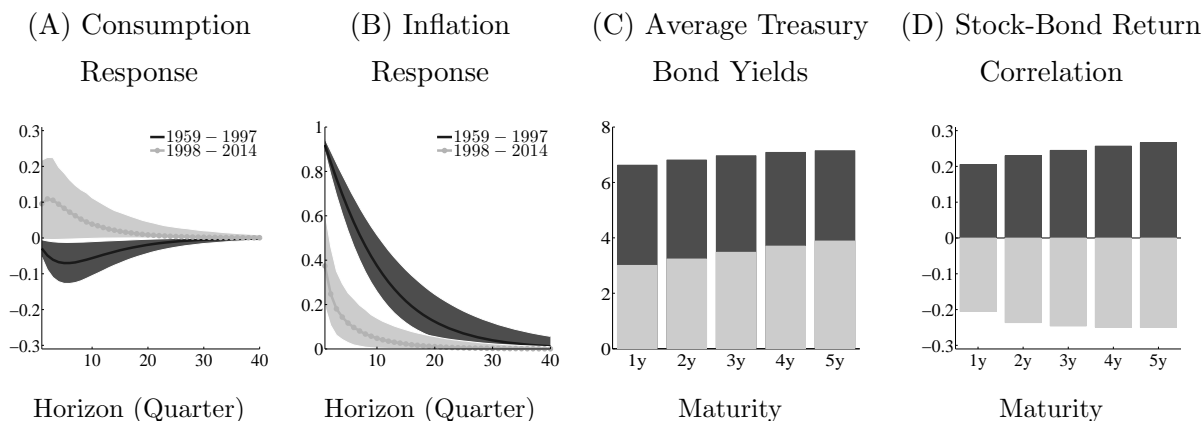 (A) Consumption
Response
0.3
0.2
0.1
0
−0.1
−0.2
−0.3
10
20
30
40
1959 − 1997
1998 − 2014
Horizon (Quarter)
(B) Inflation
Response
1
0.8
0.6
0.4
0.2
0
10
20
30
40
1959 − 1997
1998 − 2014
Horizon (Quarter)
(C) Average Treasury
Bond Yields
8
6
4
2
0
1y
2y
3y
4y
5y
Maturity
(D) Stock-Bond Return
Correlation
0.3
0.2
0.1
0
−0.1
−0.2
−0.3
1y
2y
3y
4y
5y
Maturity